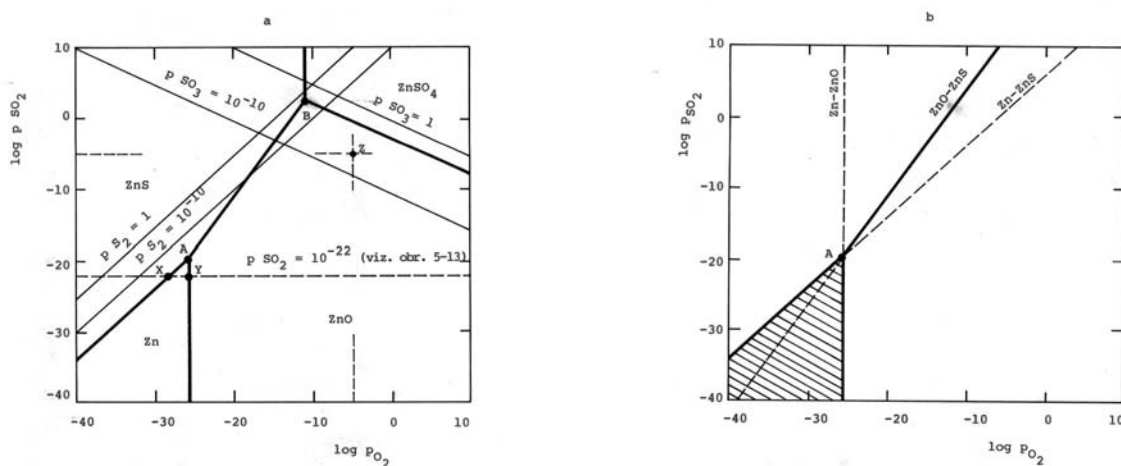 a
10
0
-10
-20
-30
-40
log p SO2
-40
-30
-20
-10
0
10
log pO2
p SO3 = 10-10
p SO3 = 1
ZnSO4
B
Z
ZnS
p S2 = 1
p S2 = 10-10
A
X
Y
p SO2 = 10-22 (viz. obr. 5-13)
Zn
ZnO
b
10
0
-10
-20
-30
-40
log pSO2
-40
-30
-20
-10
0
10
log pO2
Zn-ZnO
ZnO-ZnS
Zn-ZnS
A